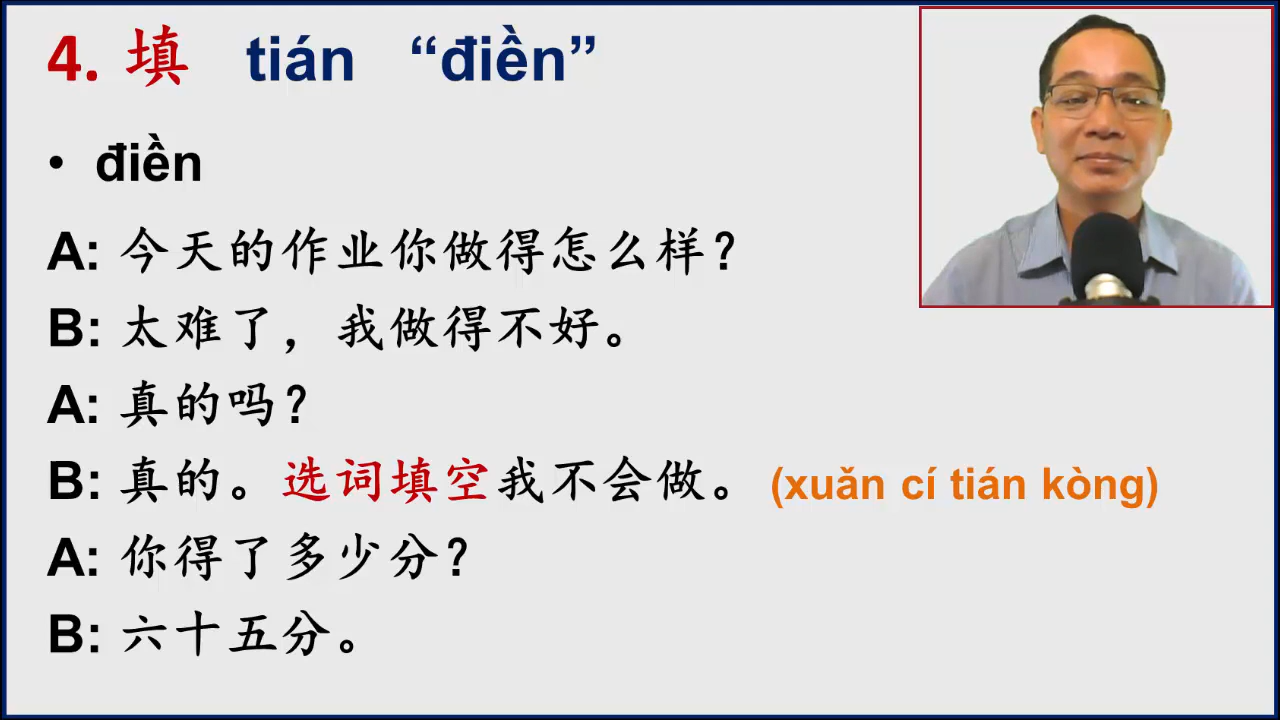 4. 填 tián “điền”
• điền
A: 今天的作业你做得怎么样？
B: 太难了，我做得不好。
A: 真的吗？
B: 真的。选词填空我不会做。 (xuǎn cí tián kòng)
A: 你得了多少分？
B: 六十五分。